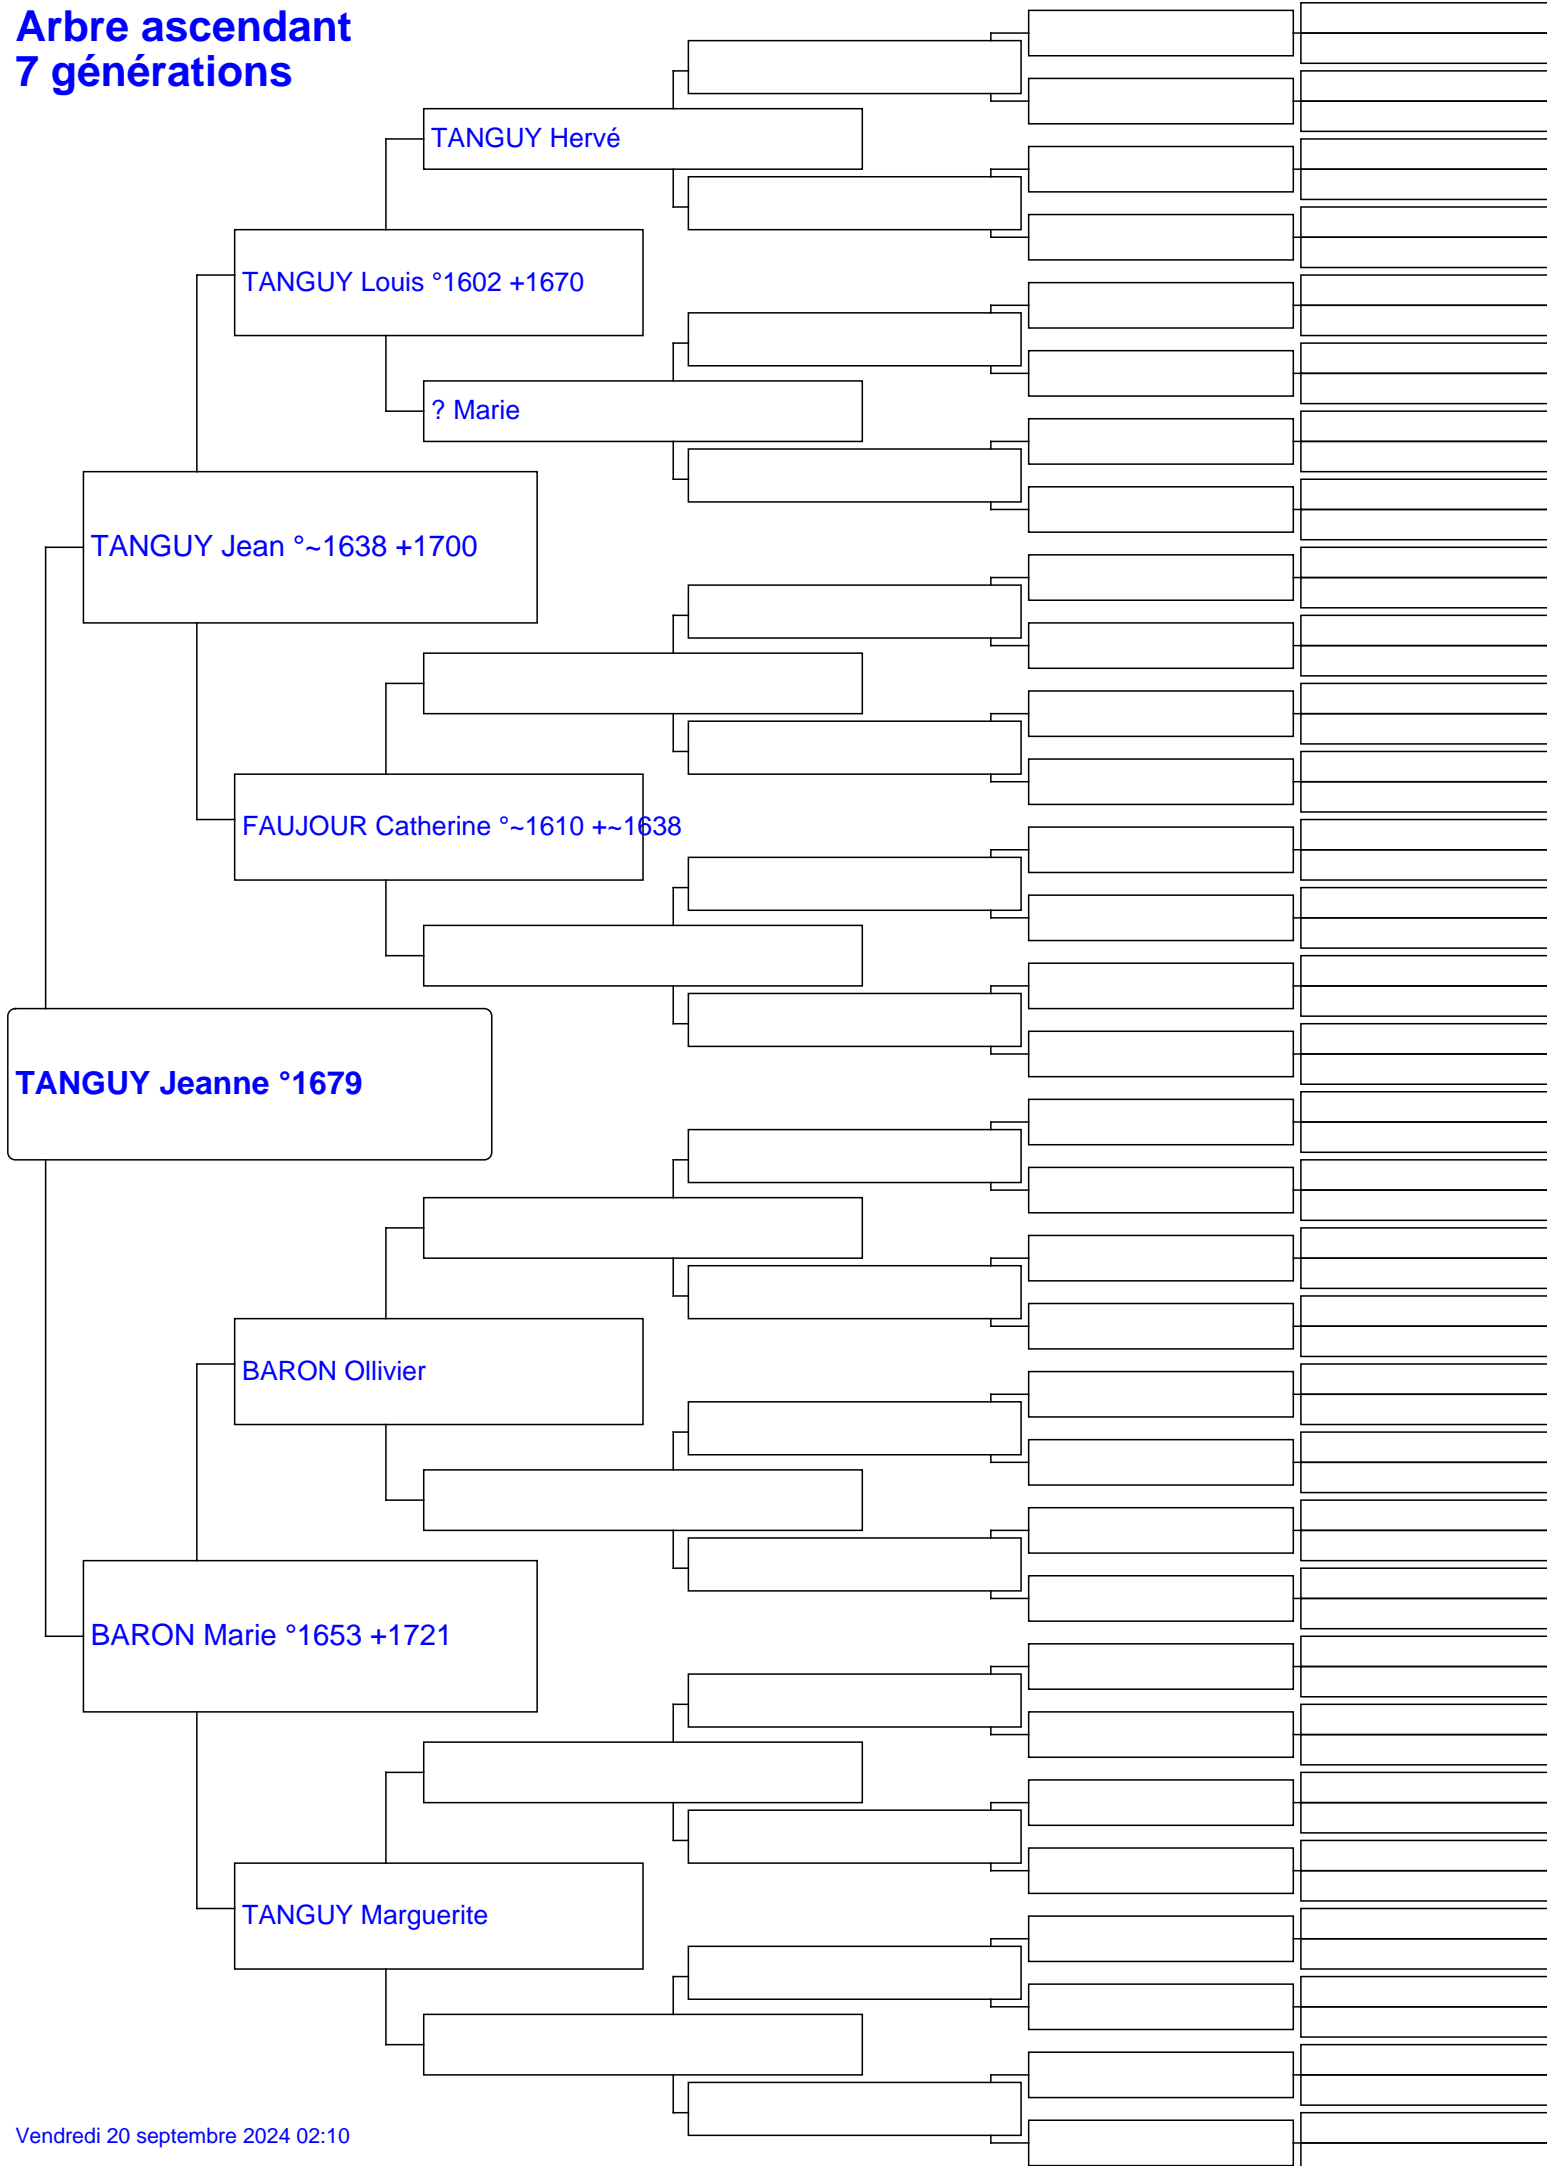 Arbre ascendant
7 générations
TANGUY Hervé
TANGUY Louis °1602 +1670
? Marie
TANGUY Jean °~1638 +1700
FAUJOUR Catherine °~1610 +~1638
TANGUY Jeanne °1679
BARON Ollivier
BARON Marie °1653 +1721
TANGUY Marguerite
Vendredi 20 septembre 2024 02:10